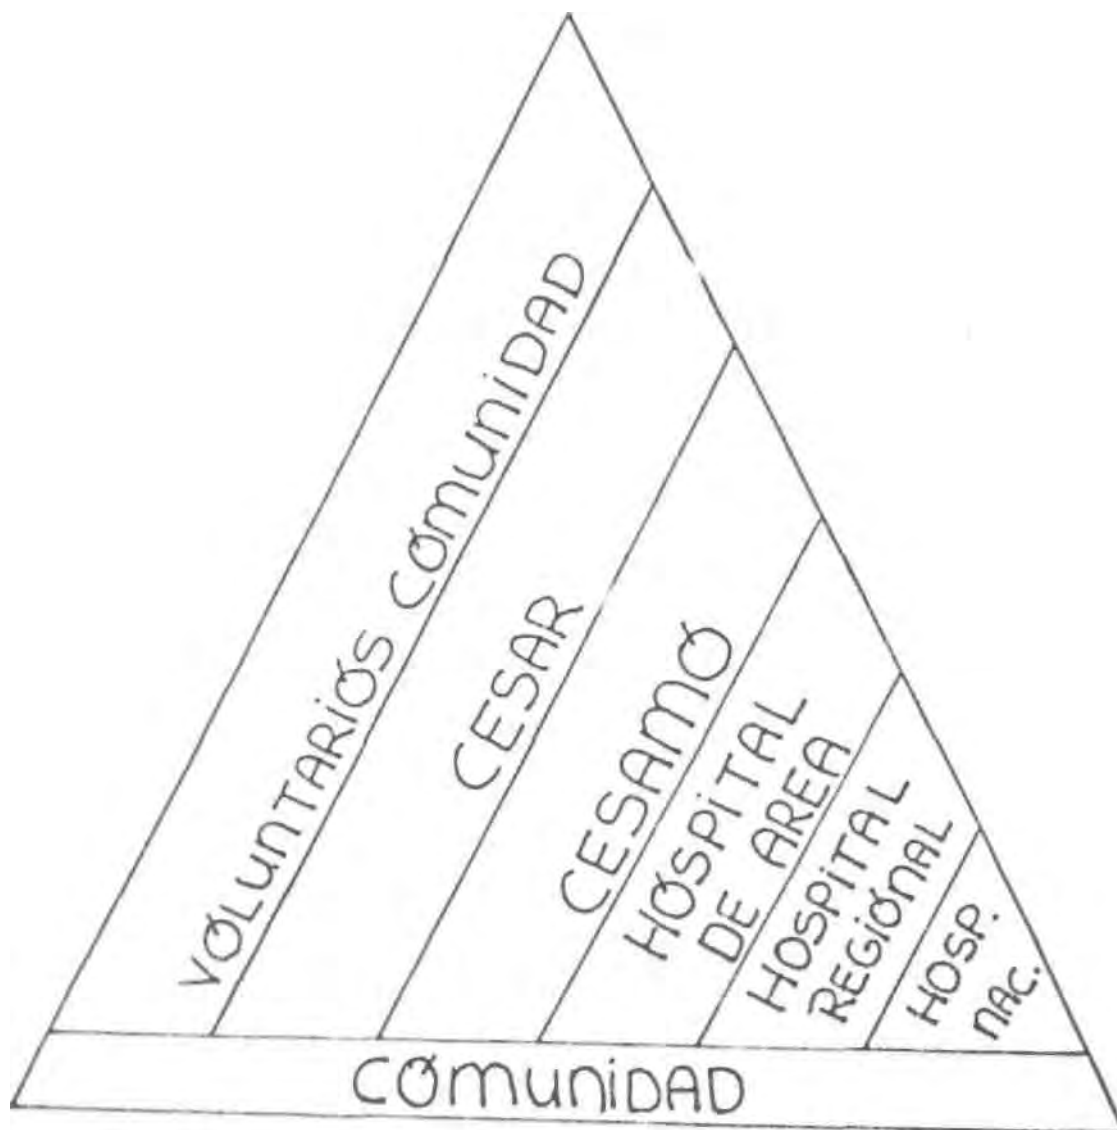 VOLUNTARIOS COMUNIDAD
CESAR
CESAMO
HOSPITAL
DE AREA
HOSPITAL
REGIONAL
HOSP.
NAC.
COMUNIDAD